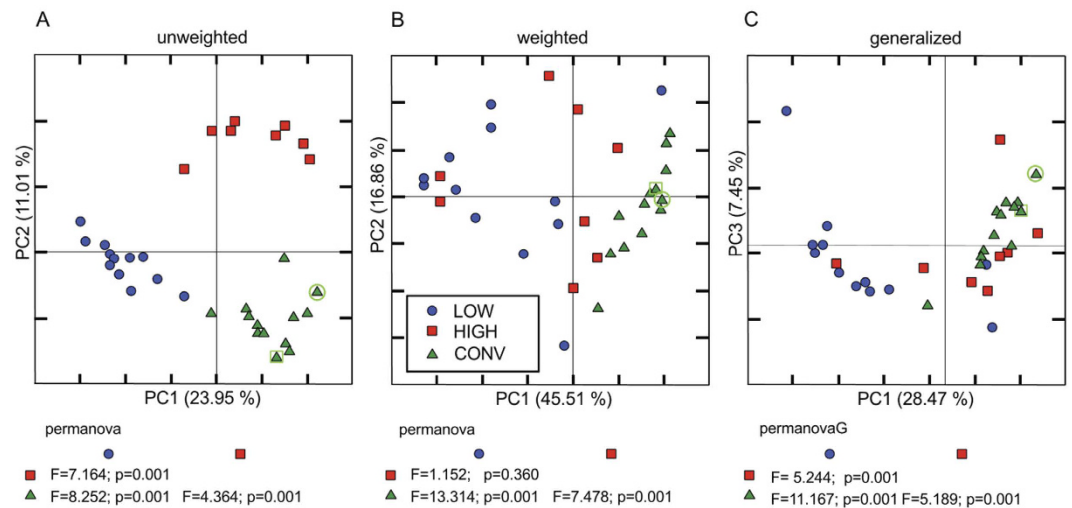 A
unweighted
PC2 (11.01 %)
PC1 (23.95 %)
permanova
F=7.164; p=0.001
F=8.252; p=0.001 F=4.364; p=0.001
B
weighted
PC2 (16.86 %)
LOW
HIGH
CONV
PC1 (45.51 %)
permanova
F=1.152; p=0.360
F=13.314; p=0.001 F=7.478; p=0.001
C
generalized
PC3 (7.45 %)
PC1 (28.47 %)
permanovaG
F= 5.244; p=0.001
F=11.167; p=0.001 F=5.189; p=0.001